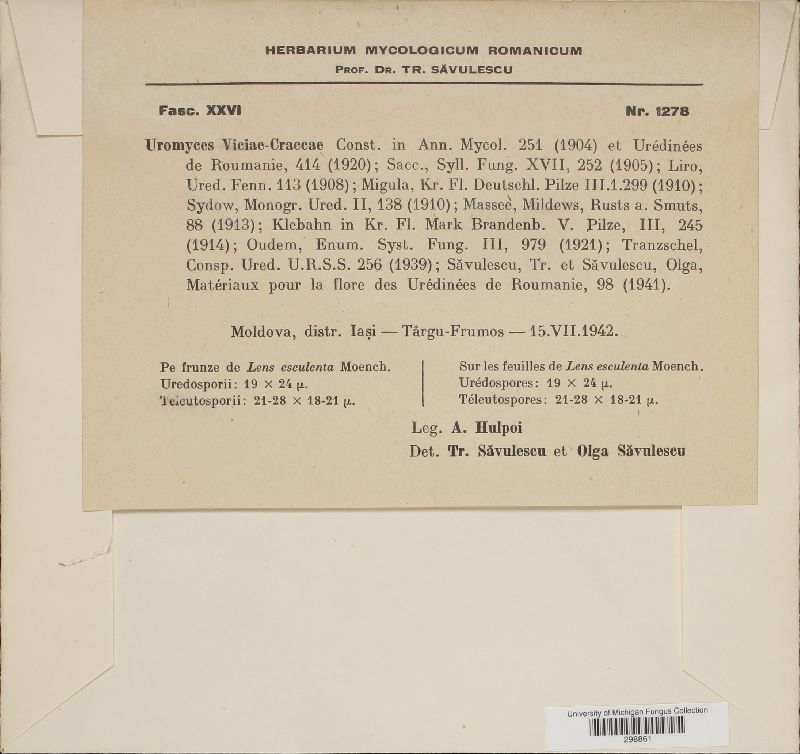 HERBARIUM MYCOLOGICUM ROMANICUM
PROF. DR. TR. SĂVULESCU
Fasc. XXVI
Nr. 1278
Uromyces Viciae-Craccae Const. in Ann. Mycol. 251 (1904) et Urédinées
de Roumanie, 414 (1920); Sacc., Syll. Fung. XVII, 252 (1905); Liro,
Ured. Fenn. 113 (1908); Migula, Kr. Fl. Deutschl. Pilze III.1.299 (1910);
Sydow, Monogr. Ured. II, 138 (1910); Masseè, Mildews, Rusts a. Smuts,
88 (1913); Klebahn in Kr. Fl. Mark Brandenb. V. Pilze, III, 245
(1914); Oudem, Enum. Syst. Fung. III, 979 (1921); Tranzschel,
Consp. Ured. U.R.S.S. 256 (1939); Săvulescu, Tr. et Săvulescu, Olga,
Matériaux pour la flore des Urédinées de Roumanie, 98 (1941).
Moldova, distr. Iași — Târgu-Frumos — 15.VII.1942.
Pe frunze de Lens esculenta Moench.
Uredosporii: 19 × 24 μ.
Teleutosporii: 21-28 × 18-21 μ.
Sur les feuilles de Lens esculenta Moench.
Urédospores: 19 × 24 μ.
Téleutospores: 21-28 × 18-21 μ.
Leg. A. Hulpoi
Det. Tr. Săvulescu et Olga Săvulescu
University of Michigan Fungus Collection
298861